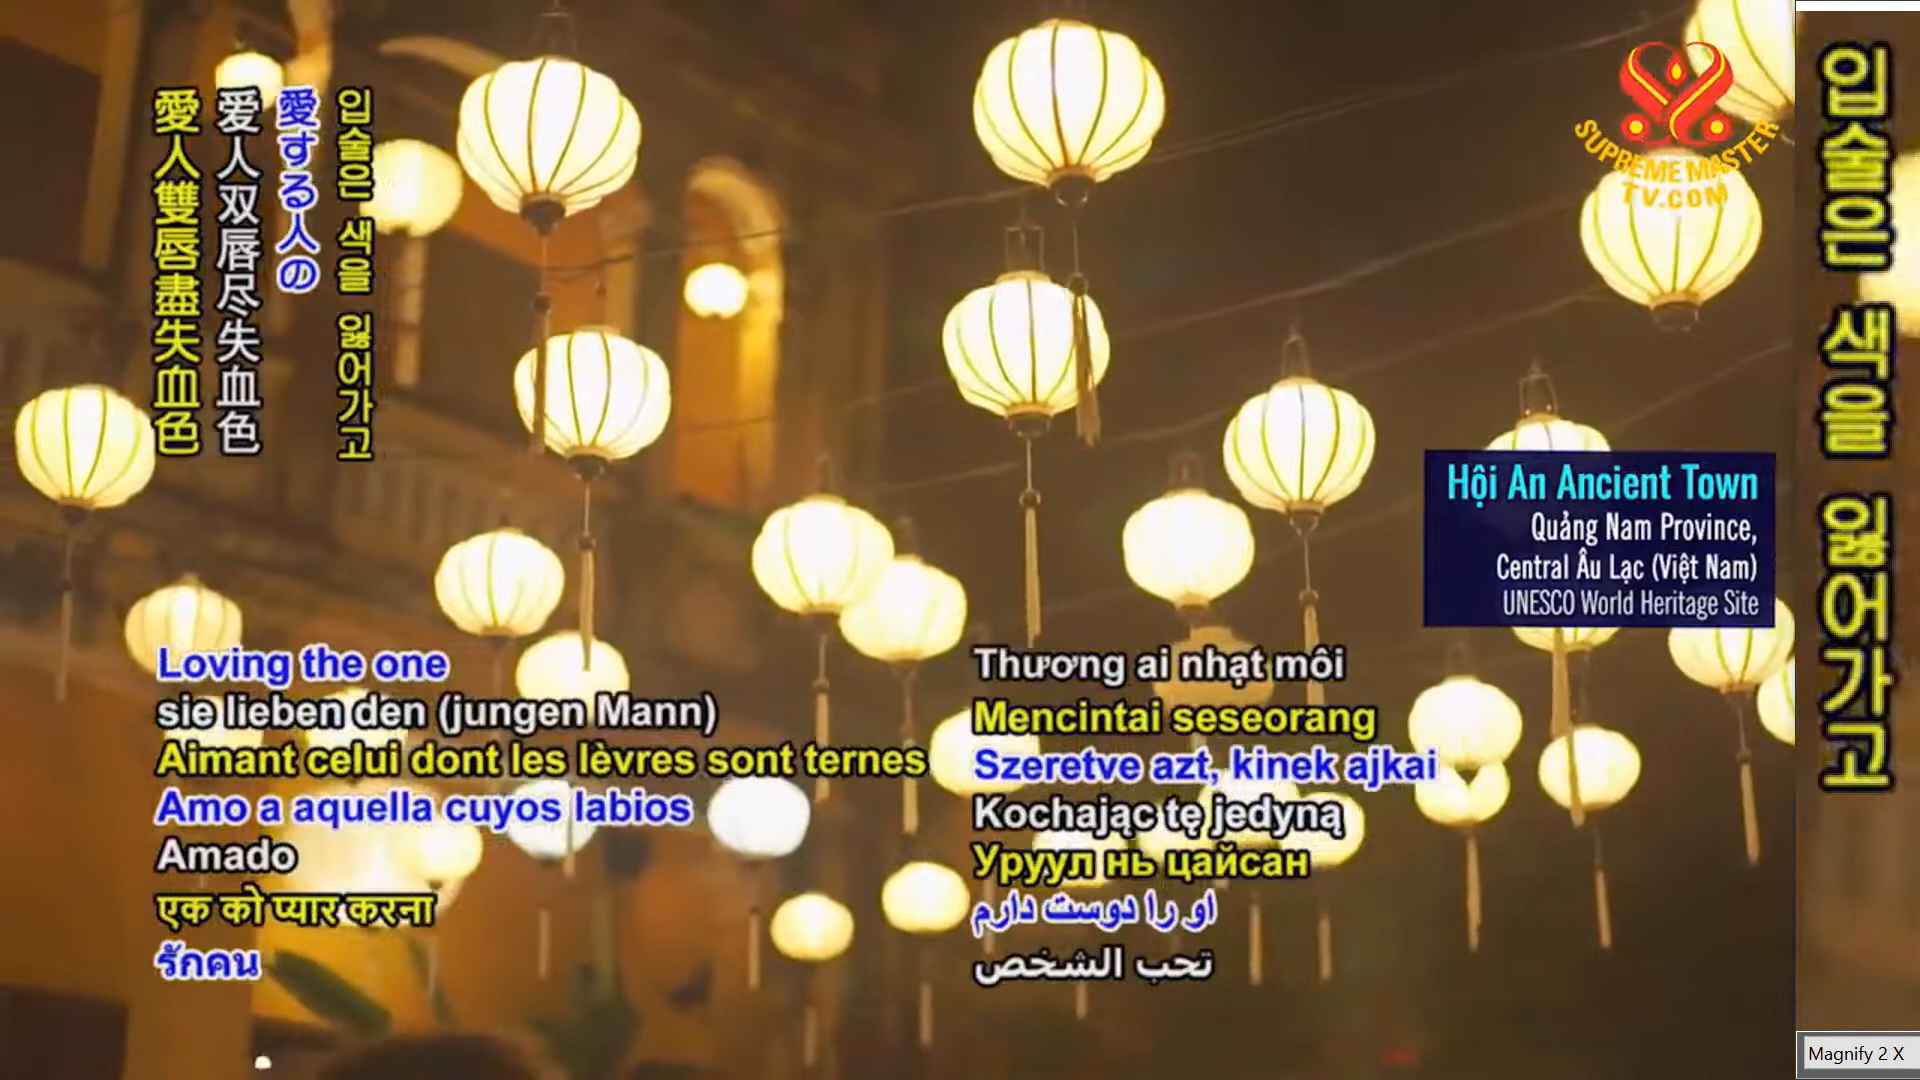 愛人雙唇盡失血色
爱人双唇尽失血色
愛する人の
입술은 색을 잃어가고
SUPREME MASTER
TV.COM
Hội An Ancient Town
Quảng Nam Province,
Central Âu Lạc (Việt Nam)
UNESCO World Heritage Site
Loving the one
sie lieben den (jungen Mann)
Aimant celui dont les lèvres sont ternes
Amo a aquella cuyos labios
Amado
एक को प्यार करना
รักคน
Thương ai nhạt môi
Mencintai seseorang
Szeretve azt, kinek ajkai
Kochając tę jedyną
Уруул нь цайсан
او را دوست دارم
تحب الشخص
입술은 색을 잃어가고
Magnify 2 X